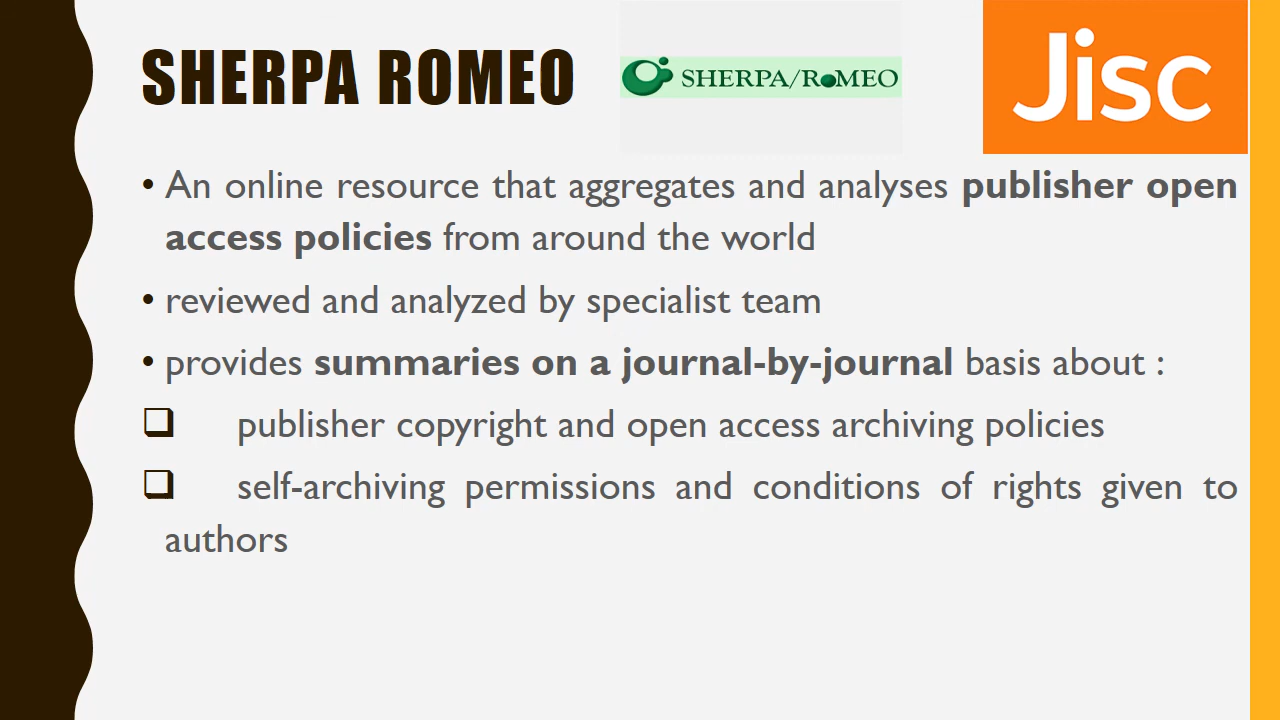 SHERPA ROMEO
SHERPA/RoMEO
Jisc
• An online resource that aggregates and analyses publisher open
access policies from around the world
• reviewed and analyzed by specialist team
• provides summaries on a journal-by-journal basis about :
❑ publisher copyright and open access archiving policies
❑ self-archiving permissions and conditions of rights given to
authors